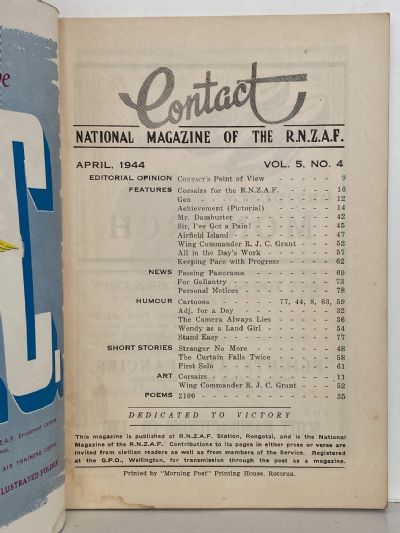 Contact
NATIONAL MAGAZINE OF THE R.N.Z.A.F.
APRIL, 1944 VOL. 5, NO. 4
EDITORIAL OPINION CONTACT'S Point of View - - - - - 9
FEATURES Corsairs for the R.N.Z.A.F. - - - - 10
Gen - - - - - - - - 12
Achievement (Pictorial) - - - - - 14
Mr. Dambuster - - - - - - 42
Sir, I've Got a Pain! - - - - - 45
Airfield Island - - - - - - 47
Wing Commander R. J. C. Grant - - - 52
All in the Day's Work - - - - - 57
Keeping Pace with Progress - - - - 62
NEWS Passing Panorama - - - - - 69
For Gallantry - - - - - - 73
Personal Notices - - - - - - 78
HUMOUR Cartoons - - - - - 77, 44, 8, 63, 59
Adj. for a Day - - - - - - 32
The Camera Always Lies - - - - - 36
Wendy as a Land Girl - - - - - 54
Stand Easy - - - - - - - 77
SHORT STORIES Stranger No More - - - - - 48
The Curtain Falls Twice - - - - - 58
First Solo - - - - - - - 61
ART Corsairs - - - - - - - 11
Wing Commander R. J. C. Grant - - - 52
POEMS 2100 - - - - - - - - 35
DEDICATED TO VICTORY
This magazine is published at R.N.Z.A.F. Station, Rongotai, and is the National
Magazine of the R.N.Z.A.F. Contributions to its pages in either prose or verse are
invited from civilian readers as well as from members of the Service. Registered
at the G.P.O., Wellington, for transmission through the post as a magazine.
Printed by "Morning Post" Printing House, Rotorua.
C.
Z.A.F. Enrolment
AIR TRAINING CORPS
ILLUSTRATED FOLDER